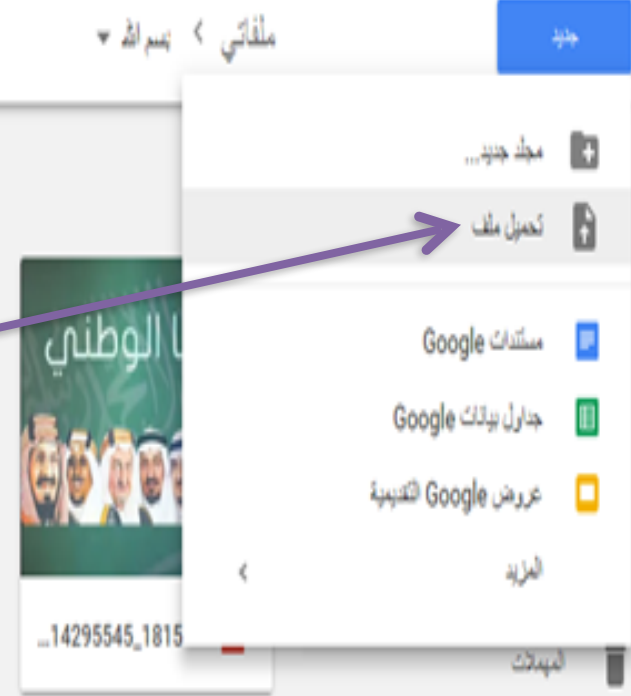 جديد
ملفاتي > بسم الله
مجلد جديد...
تحميل ملف
مستندات Google
جداول بيانات Google
عروض Google التقديمية
المزيد
ا الوطني
...14295545_1815
المهملات